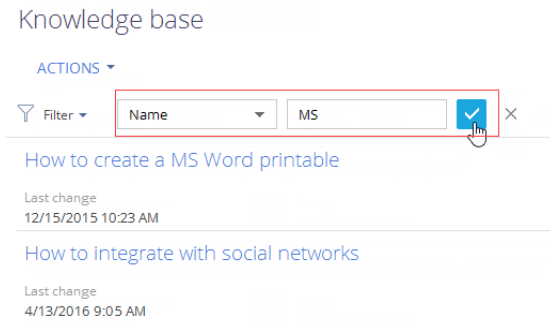 Knowledge base
ACTIONS
Filter Name MS
How to create a MS Word printable
Last change
12/15/2015 10:23 AM
How to integrate with social networks
Last change
4/13/2016 9:05 AM